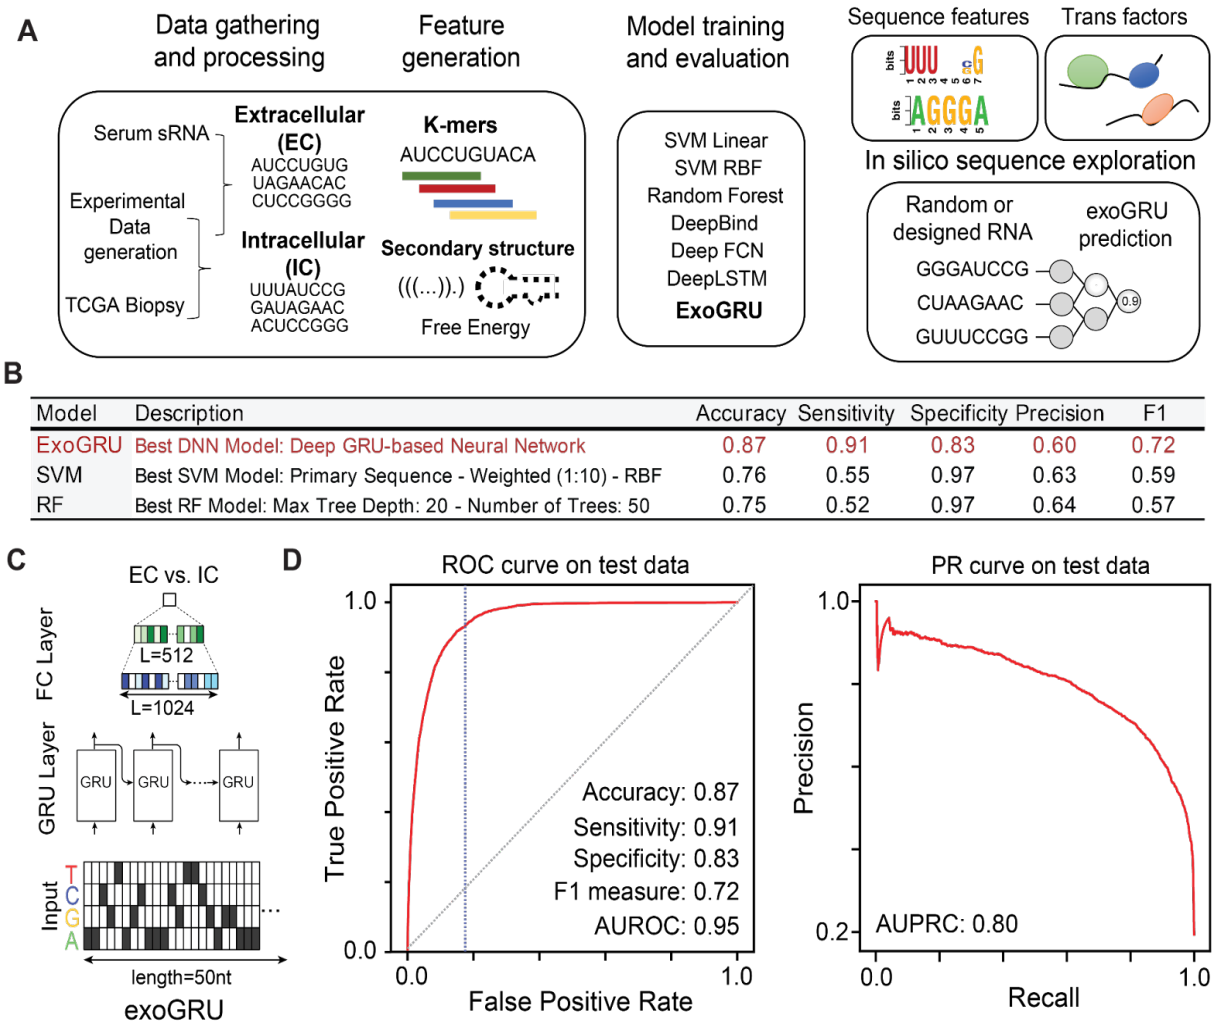 A
Data gathering
and processing
Feature
generation
Model training
and evaluation
Sequence features
Trans factors
Serum sRNA
Experimental
Data
generation
TCGA Biopsy
Extracellular
(EC)
AUCCUGUG
UAGAACAC
CUCCGGGG
Intracellular
(IC)
UUUAUCCG
GAUAGAAC
ACUCCGGG
K-mers
AUCCUGUACA
Secondary structure
(((...)).)
Free Energy
SVM Linear
SVM RBF
Random Forest
DeepBind
Deep FCN
DeepLSTM
ExoGRU
bits
UUU CGG
1 2 3 4 5 6 7
bits
AGGGA
1 2 3 4 5
In silico sequence exploration
Random or
designed RNA
GGGAUCCG
CUAAGAAC
GUUUCCGG
exoGRU
prediction
0.9
B
Model Description Accuracy Sensitivity Specificity Precision F1
ExoGRU Best DNN Model: Deep GRU-based Neural Network 0.87 0.91 0.83 0.60 0.72
SVM Best SVM Model: Primary Sequence - Weighted (1:10) - RBF 0.76 0.55 0.97 0.63 0.59
RF Best RF Model: Max Tree Depth: 20 - Number of Trees: 50 0.75 0.52 0.97 0.64 0.57
C
EC vs. IC
FC Layer
L=512
L=1024
GRU Layer
GRU GRU GRU
Input
T
C
G
A
...
length=50nt
exoGRU
D
ROC curve on test data
True Positive Rate
1.0
0.0
Accuracy: 0.87
Sensitivity: 0.91
Specificity: 0.83
F1 measure: 0.72
AUROC: 0.95
0.0 1.0
False Positive Rate
PR curve on test data
Precision
1.0
0.2
AUPRC: 0.80
0.0 1.0
Recall